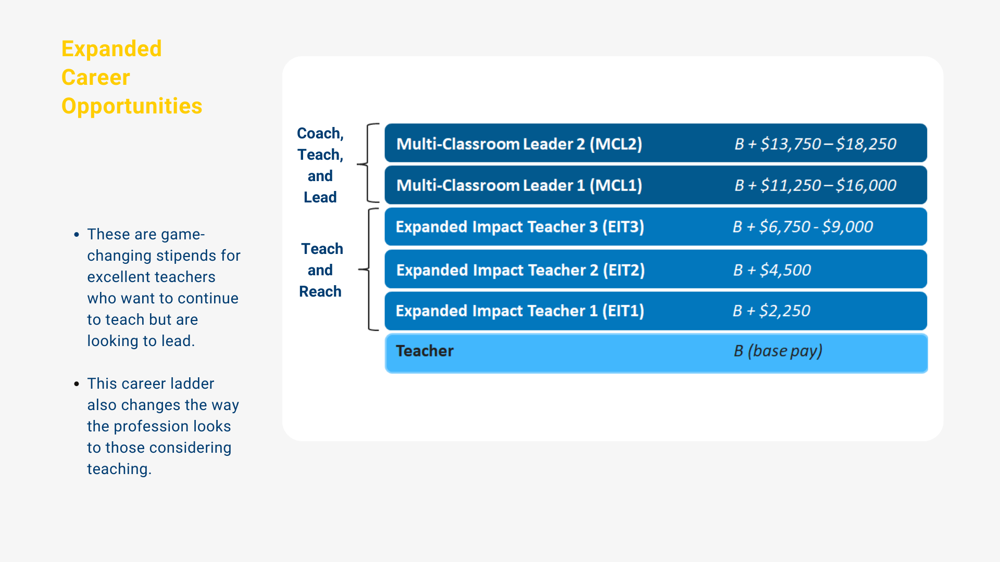 Expanded
Career
Opportunities
• These are game-
changing stipends for
excellent teachers
who want to continue
to teach but are
looking to lead.
• This career ladder
also changes the way
the profession looks
to those considering
teaching.
Coach,
Teach,
and
Lead
Teach
and
Reach
Multi-Classroom Leader 2 (MCL2) B + $13,750 – $18,250
Multi-Classroom Leader 1 (MCL1) B + $11,250 – $16,000
Expanded Impact Teacher 3 (EIT3) B + $6,750 - $9,000
Expanded Impact Teacher 2 (EIT2) B + $4,500
Expanded Impact Teacher 1 (EIT1) B + $2,250
Teacher B (base pay)